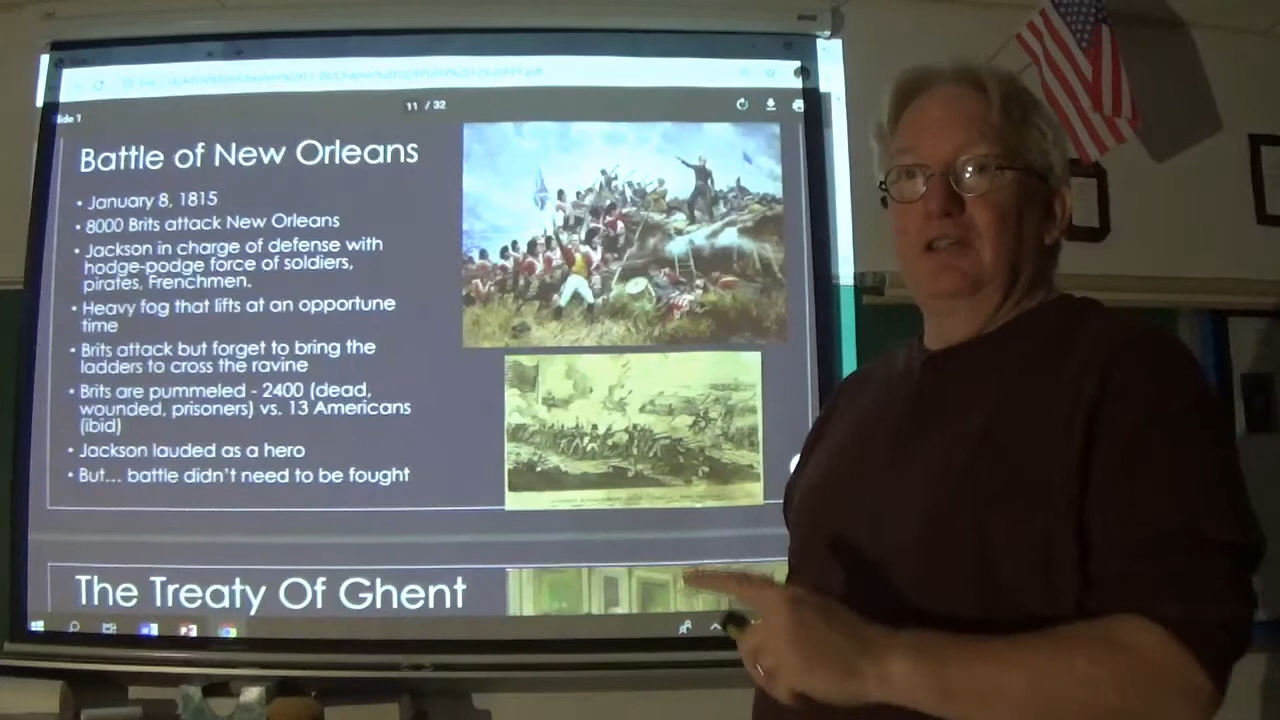 11 / 32
Battle of New Orleans
• January 8, 1815
• 8000 Brits attack New Orleans
• Jackson in charge of defense with
hodge-podge force of soldiers,
pirates, Frenchmen.
• Heavy fog that lifts at an opportune
time
• Brits attack but forget to bring the
ladders to cross the ravine
• Brits are pummeled - 2400 (dead,
wounded, prisoners) vs. 13 Americans
(ibid)
• Jackson lauded as a hero
• But... battle didn't need to be fought
The Treaty Of Ghent